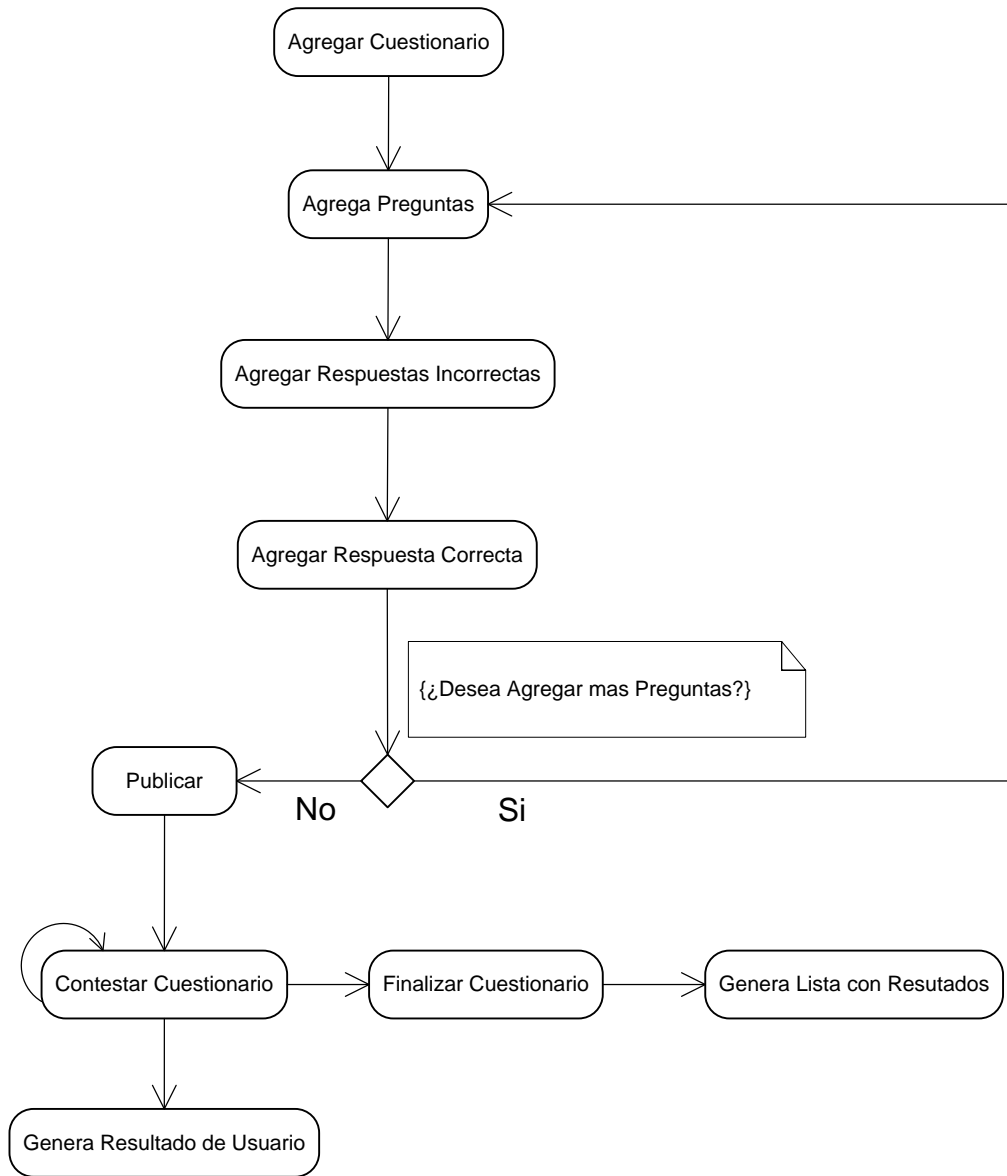 Agregar Cuestionario
Agrega Preguntas
Agregar Respuestas Incorrectas
Agregar Respuesta Correcta
{¿Desea Agregar mas Preguntas?}
Publicar
No
Si
Contestar Cuestionario
Finalizar Cuestionario
Genera Lista con Resutados
Genera Resultado de Usuario